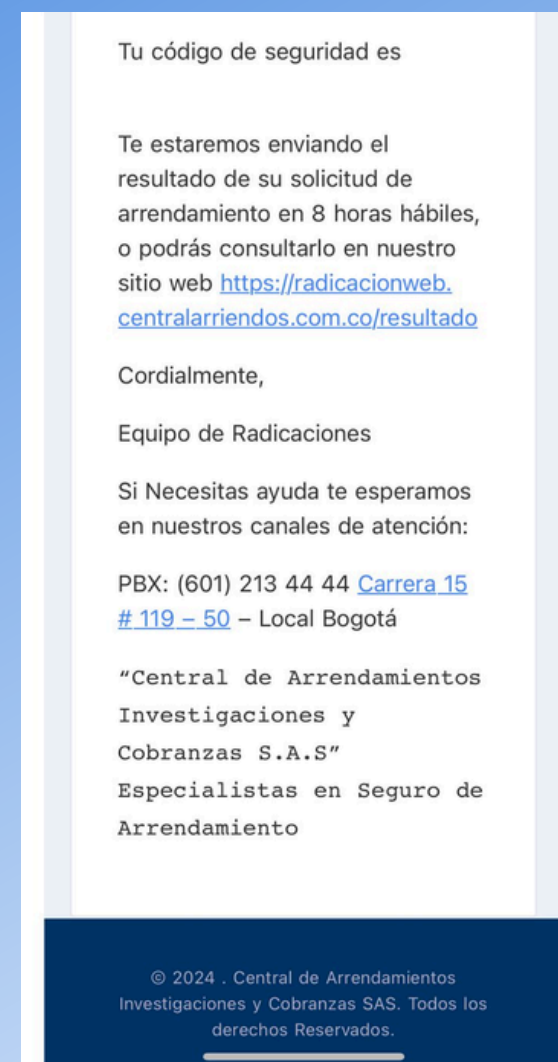 Tu código de seguridad es
Te estaremos enviando el
resultado de su solicitud de
arrendamiento en 8 horas hábiles,
o podrás consultarlo en nuestro
sitio web https://radicacionweb.
centralarriendos.com.co/resultado
Cordialmente,
Equipo de Radicaciones
Si Necesitas ayuda te esperamos
en nuestros canales de atención:
PBX: (601) 213 44 44 Carrera 15
# 119 – 50 – Local Bogotá
“Central de Arrendamientos
Investigaciones y
Cobranzas S.A.S”
Especialistas en Seguro de
Arrendamiento
© 2024 . Central de Arrendamientos
Investigaciones y Cobranzas SAS. Todos los
derechos Reservados.